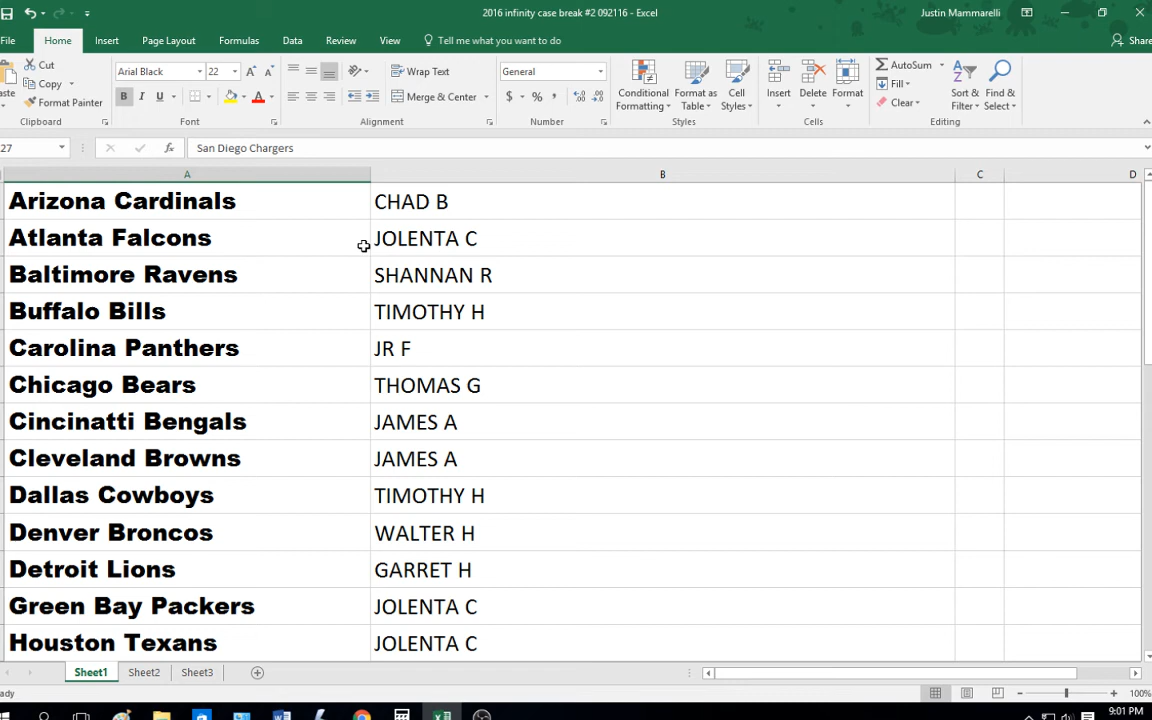 2016 infinity case break #2 092116 - Excel
Justin Mammarelli
File Home Insert Page Layout Formulas Data Review View Tell me what you want to do Share
Cut
Copy
Format Painter
Clipboard
Arial Black 22
B I U
Font
Wrap Text
Merge & Center
Alignment
General
$ % ,
Number
Conditional Formatting
Format as Table
Cell Styles
Styles
Insert Delete Format
Cells
AutoSum
Fill
Clear
Sort & Filter
Find & Select
Editing
27 fx San Diego Chargers
A B C D
Arizona Cardinals CHAD B
Atlanta Falcons JOLENTA C
Baltimore Ravens SHANNAN R
Buffalo Bills TIMOTHY H
Carolina Panthers JR F
Chicago Bears THOMAS G
Cincinatti Bengals JAMES A
Cleveland Browns JAMES A
Dallas Cowboys TIMOTHY H
Denver Broncos WALTER H
Detroit Lions GARRET H
Green Bay Packers JOLENTA C
Houston Texans JOLENTA C
Sheet1 Sheet2 Sheet3
eady 100%
9:01 PM